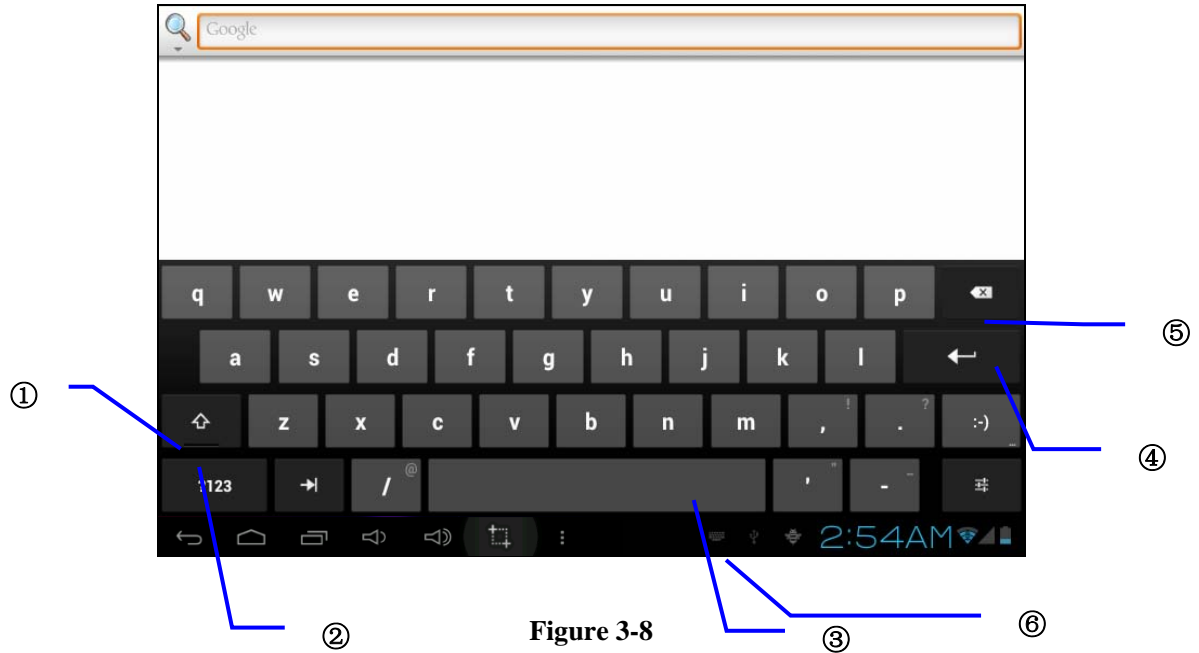 Google
q w e r t y u i o p
a s d f g h j k l
①
⑤
! ?
z x c v b n m , . :-)
...
④
@ " _
?123 / ' -
2:54AM
② Figure 3-8 ③ ⑥